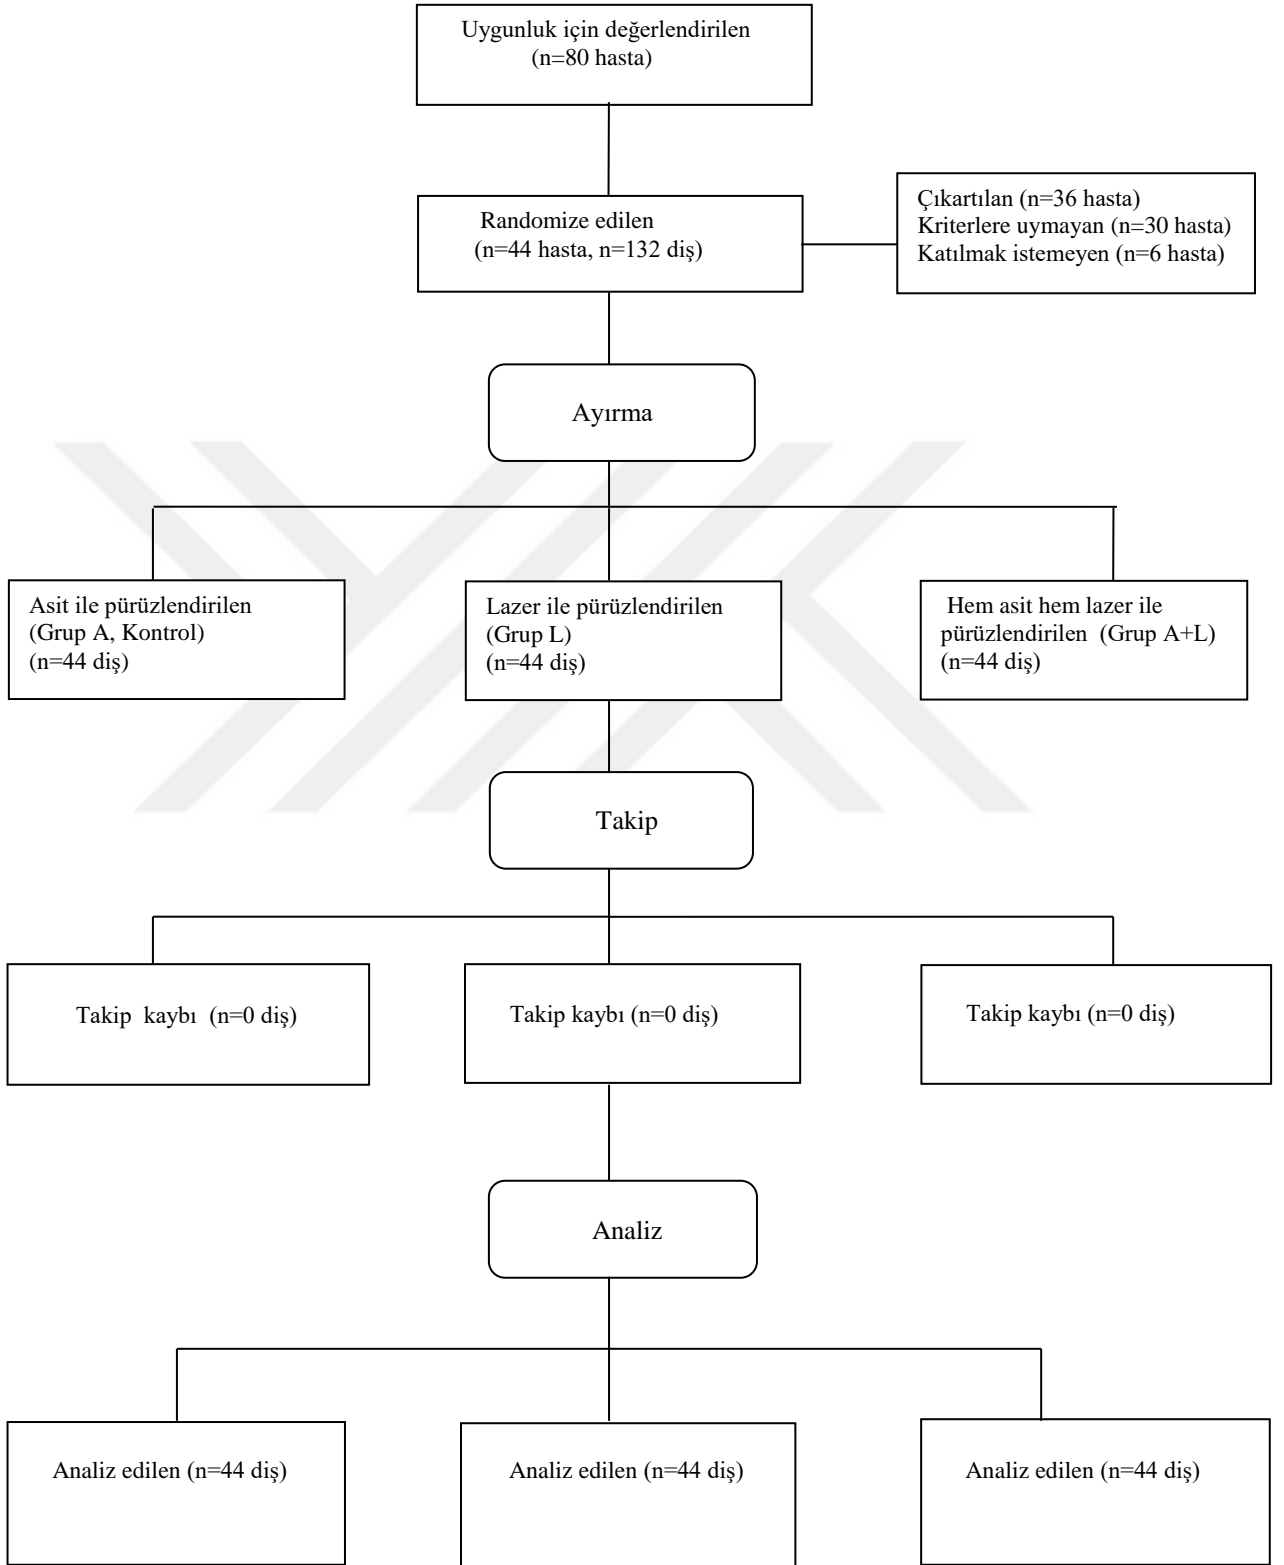 Uygunluk için değerlendirilen
(n=80 hasta)
Randomize edilen
(n=44 hasta, n=132 diş)
Çıkartılan (n=36 hasta)
Kriterlere uymayan (n=30 hasta)
Katılmak istemeyen (n=6 hasta)
Ayırma
Asit ile pürüzlendirilen
(Grup A, Kontrol)
(n=44 diş)
Lazer ile pürüzlendirilen
(Grup L)
(n=44 diş)
Hem asit hem lazer ile
pürüzlendirilen (Grup A+L)
(n=44 diş)
Takip
Takip kaybı (n=0 diş)
Takip kaybı (n=0 diş)
Takip kaybı (n=0 diş)
Analiz
Analiz edilen (n=44 diş)
Analiz edilen (n=44 diş)
Analiz edilen (n=44 diş)